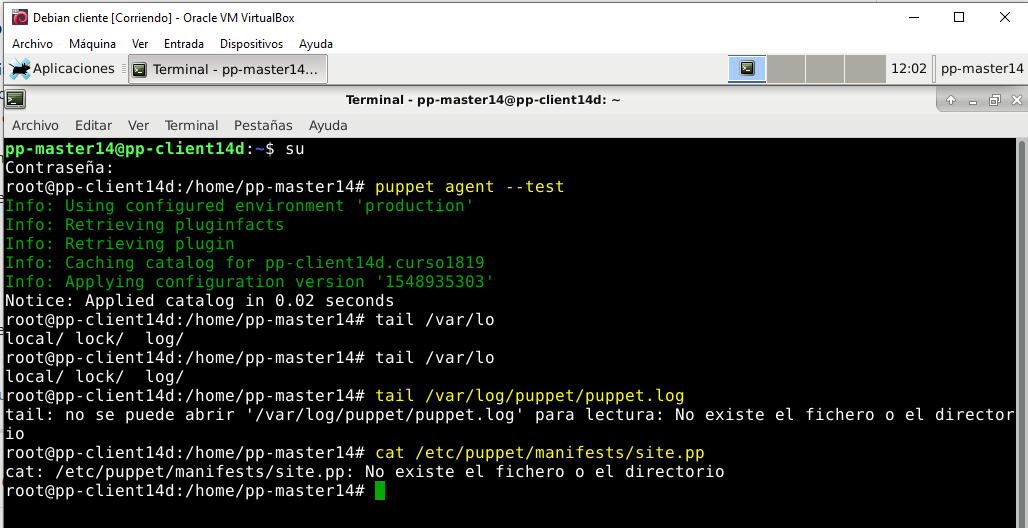 Debian cliente [Corriendo] - Oracle VM VirtualBox
Archivo Máquina Ver Entrada Dispositivos Ayuda
Aplicaciones Terminal - pp-master14... 12:02 pp-master14
Terminal - pp-master14@pp-client14d: ~
Archivo Editar Ver Terminal Pestañas Ayuda
pp-master14@pp-client14d:~$ su
Contraseña:
root@pp-client14d:/home/pp-master14# puppet agent --test
Info: Using configured environment 'production'
Info: Retrieving pluginfacts
Info: Retrieving plugin
Info: Caching catalog for pp-client14d.curso1819
Info: Applying configuration version '1548935303'
Notice: Applied catalog in 0.02 seconds
root@pp-client14d:/home/pp-master14# tail /var/lo
local/ lock/  log/
root@pp-client14d:/home/pp-master14# tail /var/lo
local/ lock/  log/
root@pp-client14d:/home/pp-master14# tail /var/log/puppet/puppet.log
tail: no se puede abrir '/var/log/puppet/puppet.log' para lectura: No existe el fichero o el director
io
root@pp-client14d:/home/pp-master14# cat /etc/puppet/manifests/site.pp
cat: /etc/puppet/manifests/site.pp: No existe el fichero o el directorio
root@pp-client14d:/home/pp-master14#